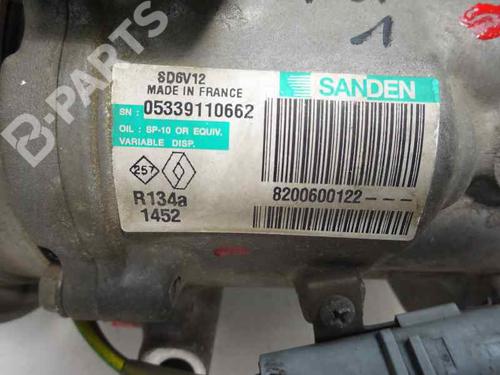 SD6V12
MADE IN FRANCE
SN : 05339110662
OIL : SP-10 OR EQUIV.
VARIABLE DISP.
257
R134a
1452
SANDEN
8200600122---
1
B-PARTS